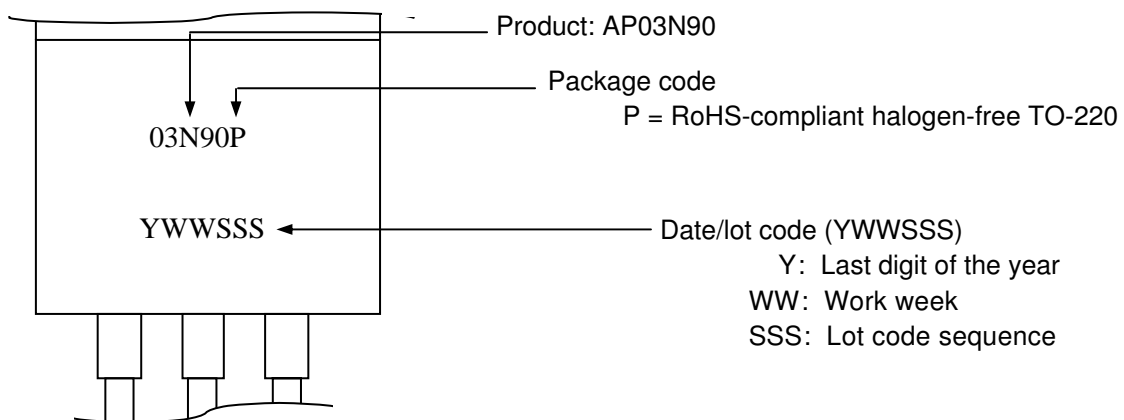 Product: AP03N90
Package code
P = RoHS-compliant halogen-free TO-220
03N90P
YWWSSS
Date/lot code (YWWSSS)
Y: Last digit of the year
WW: Work week
SSS: Lot code sequence